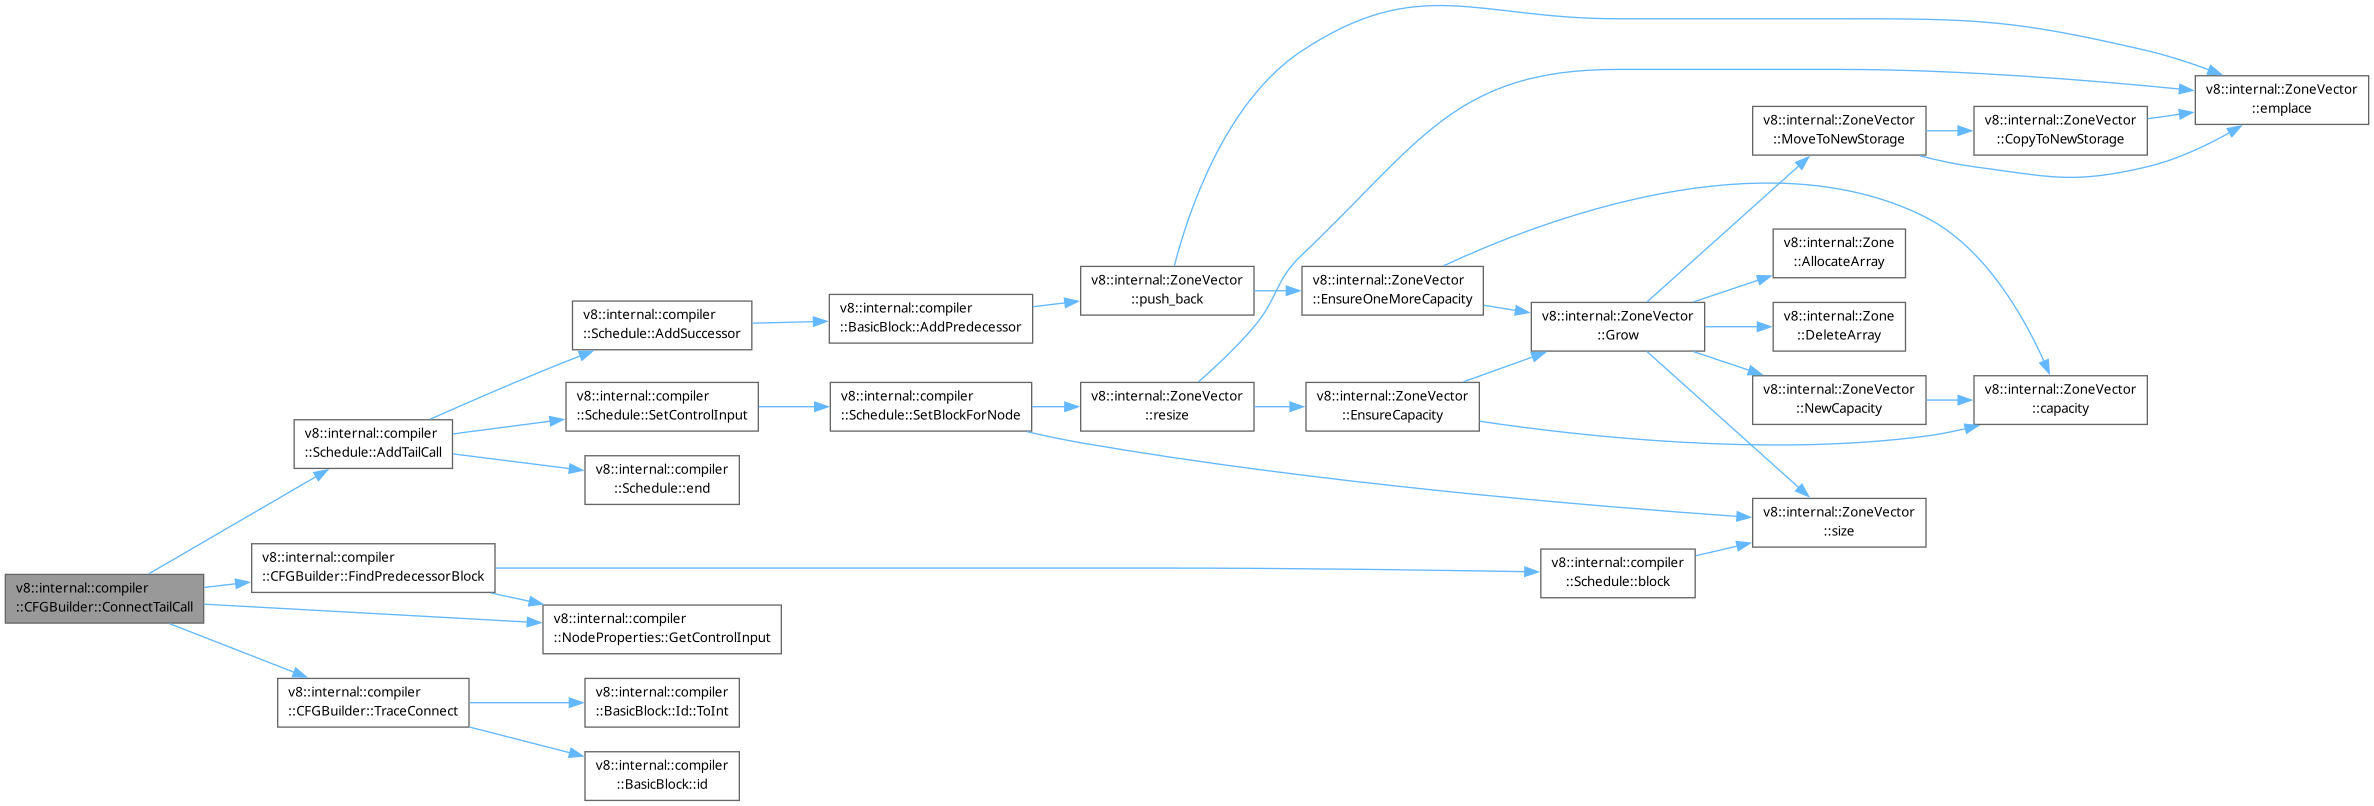 v8::internal::compiler
::CFGBuilder::ConnectTailCall
v8::internal::compiler
::Schedule::AddTailCall
v8::internal::compiler
::CFGBuilder::FindPredecessorBlock
v8::internal::compiler
::CFGBuilder::TraceConnect
v8::internal::compiler
::Schedule::AddSuccessor
v8::internal::compiler
::Schedule::SetControlInput
v8::internal::compiler
::Schedule::end
v8::internal::compiler
::NodeProperties::GetControlInput
v8::internal::compiler
::BasicBlock::Id::ToInt
v8::internal::compiler
::BasicBlock::id
v8::internal::compiler
::BasicBlock::AddPredecessor
v8::internal::compiler
::Schedule::SetBlockForNode
v8::internal::ZoneVector
::push_back
v8::internal::ZoneVector
::resize
v8::internal::ZoneVector
::EnsureOneMoreCapacity
v8::internal::ZoneVector
::EnsureCapacity
v8::internal::ZoneVector
::Grow
v8::internal::compiler
::Schedule::block
v8::internal::ZoneVector
::MoveToNewStorage
v8::internal::Zone
::AllocateArray
v8::internal::Zone
::DeleteArray
v8::internal::ZoneVector
::NewCapacity
v8::internal::ZoneVector
::size
v8::internal::ZoneVector
::CopyToNewStorage
v8::internal::ZoneVector
::capacity
v8::internal::ZoneVector
::emplace